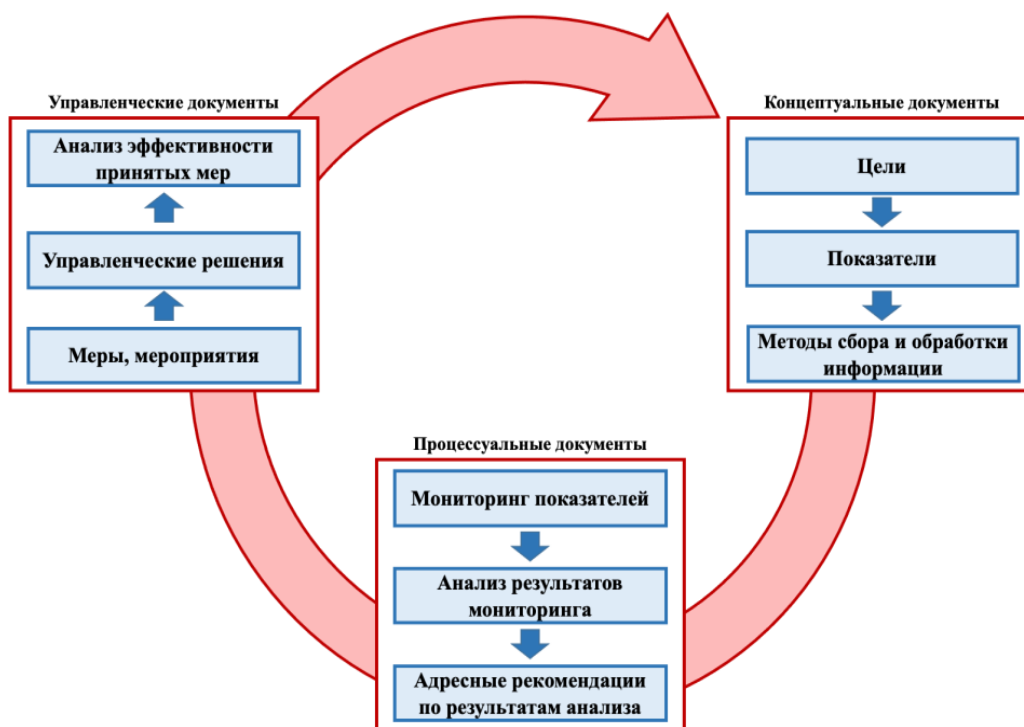 Управленческие документы
Анализ эффективности
принятых мер
Управленческие решения
Меры, мероприятия
Концептуальные документы
Цели
Показатели
Методы сбора и обработки
информации
Процессуальные документы
Мониторинг показателей
Анализ результатов
мониторинга
Адресные рекомендации
по результатам анализа